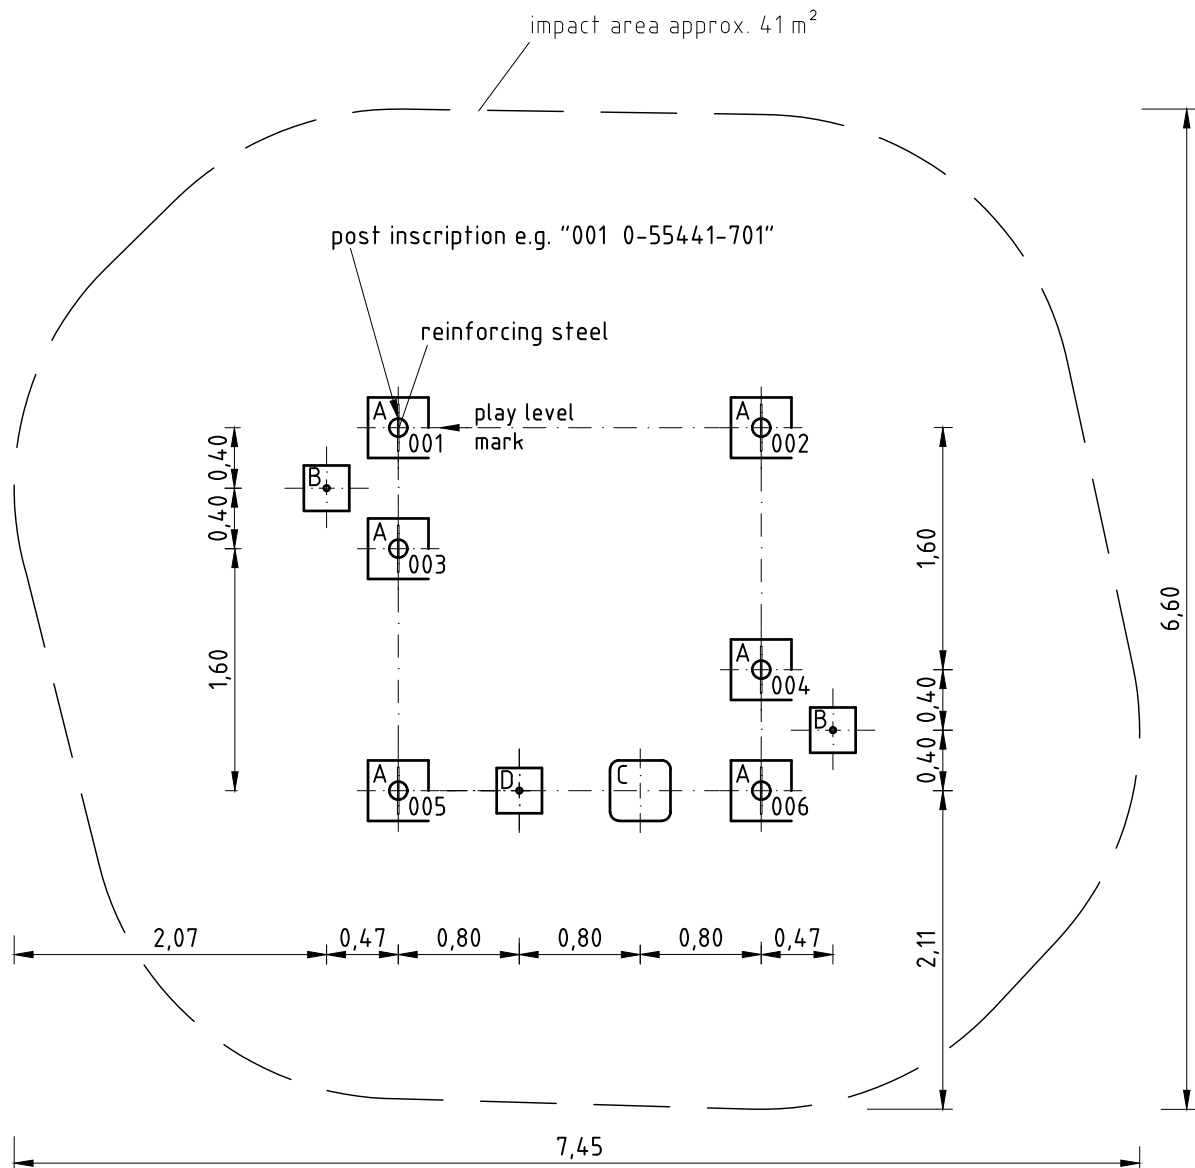 impact area approx. 41 m²
post inscription e.g. "001 0-55441-701"
reinforcing steel
A
001
play level
mark
A
002
0,40
B
0,40
A
003
1,60
1,60
6,60
A
004
0,40
B
0,40
A
005
D
C
A
006
2,07
0,47
0,80
0,80
0,80
0,47
2,11
7,45